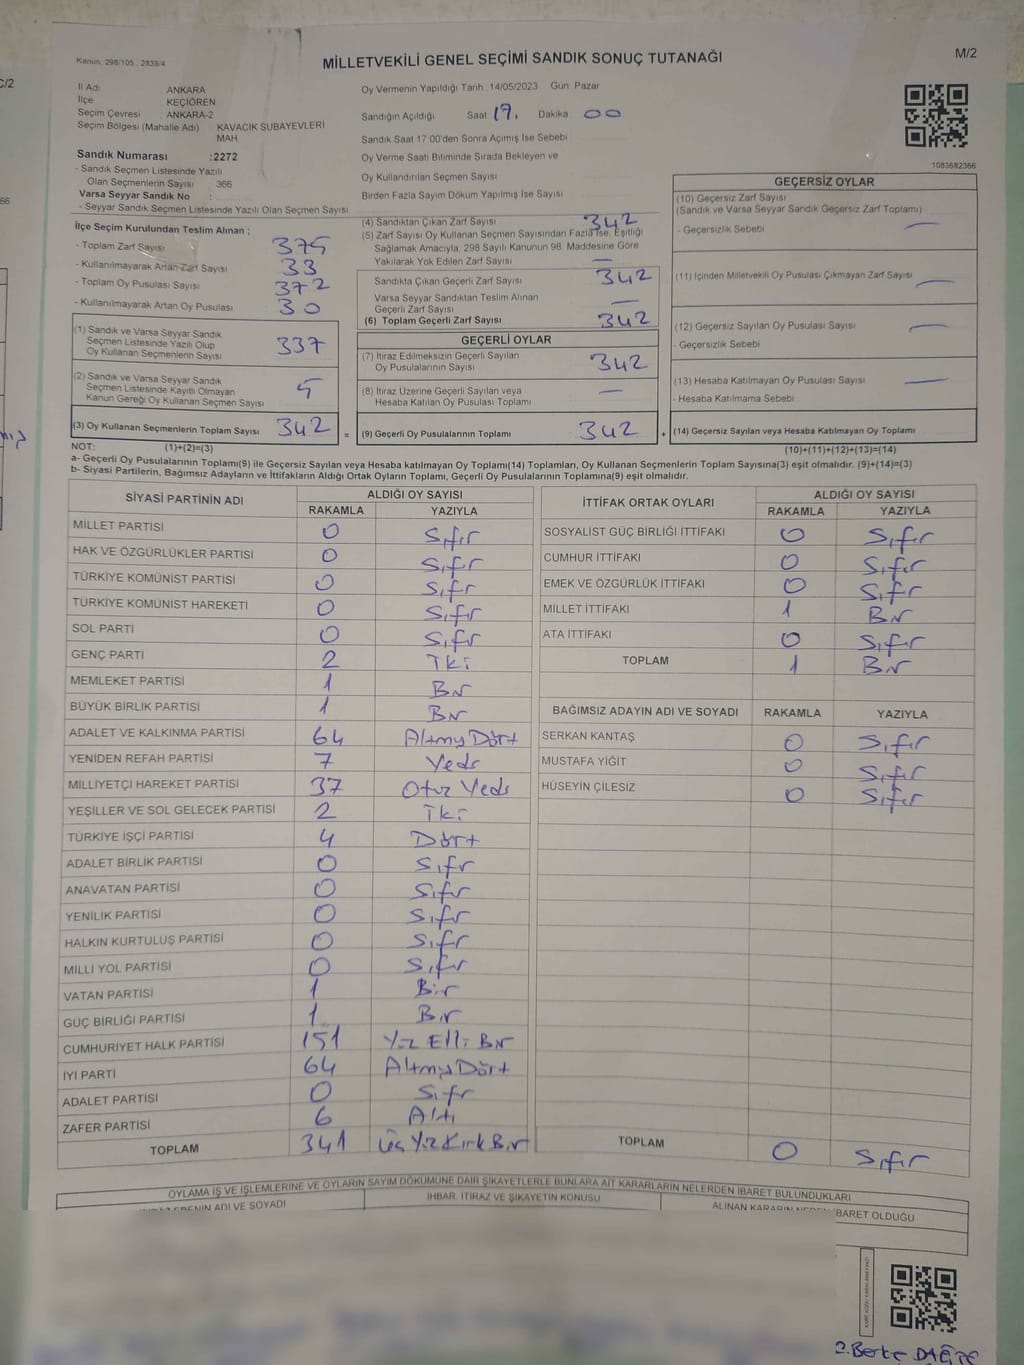 Kanun. 298/105 . 2839/4
MİLLETVEKİLİ GENEL SEÇİMİ SANDIK SONUÇ TUTANAĞI
M/2
C/2
İl Adı : ANKARA
İlçe : KEÇİÖREN
Seçim Çevresi : ANKARA-2
Seçim Bölgesi (Mahalle Adı) KAVACIK SUBAYEVLERİ
MAH
Sandık Numarası :2272
- Sandık Seçmen Listesinde Yazılı
Olan Seçmenlerin Sayısı : 366
Varsa Seyyar Sandık No
- Seyyar Sandık Seçmen Listesinde Yazılı Olan Seçmen Sayısı
Oy Vermenin Yapıldığı Tarih : 14/05/2023 Gün: Pazar
Sandığın Açıldığı Saat 17. Dakika 00
Sandık Saat 17:00'den Sonra Açımış İse Sebebi
Oy Verme Saati Bitiminde Sırada Bekleyen ve
Oy Kullandırılan Seçmen Sayısı
Birden Fazla Sayım Döküm Yapılmış İse Sayısı
1083682366
66
İlçe Seçim Kurulundan Teslim Alınan ;
- Toplam Zarf Sayısı 375
- Kullanılmayarak Artan Zarf Sayısı 33
- Toplam Oy Pusulası Sayısı 372
- Kullanılmayarak Artan Oy Pusulası 30
(1) Sandık ve Varsa Seyyar Sandık
Seçmen Listesinde Yazılı Olup
Oy Kullanan Seçmenlerin Sayısı 337
(2) Sandık ve Varsa Seyyar Sandık
Seçmen Listesinde Kayıtlı Olmayan
Kanun Gereği Oy Kullanan Seçmen Sayısı 5
(3) Oy Kullanan Seçmenlerin Toplam Sayısı 342 =
(4) Sandıktan Çıkan Zarf Sayısı 342
(5) Zarf Sayısı Oy Kullanan Seçmen Sayısından Fazla İse, Eşitliği
Sağlamak Amacıyla, 298 Sayılı Kanunun 98. Maddesine Göre
Yakılarak Yok Edilen Zarf Sayısı —
Sandıkta Çıkan Geçerli Zarf Sayısı 342
Varsa Seyyar Sandıktan Teslim Alınan
Geçerli Zarf Sayısı —
(6) Toplam Geçerli Zarf Sayısı 342
GEÇERLİ OYLAR
(7) İtiraz Edilmeksizin Geçerli Sayılan
Oy Pusulalarının Sayısı 342
(8) İtiraz Üzerine Geçerli Sayılan veya
Hesaba Katılan Oy Pusulası Toplamı —
(9) Geçerli Oy Pusulalarının Toplamı 342 +
GEÇERSİZ OYLAR
(10) Geçersiz Zarf Sayısı
(Sandık ve Varsa Seyyar Sandık Geçersiz Zarf Toplamı)
- Geçersizlik Sebebi —
(11) İçinden Milletvekili Oy Pusulası Çıkmayan Zarf Sayısı —
(12) Geçersiz Sayılan Oy Pusulası Sayısı —
- Geçersizlik Sebebi
(13) Hesaba Katılmayan Oy Pusulası Sayısı —
- Hesaba Katılmama Sebebi
(14) Geçersiz Sayılan veya Hesaba Katılmayan Oy Toplamı
NOT: (1)+(2)=(3) (10)+(11)+(12)+(13)=(14)
a- Geçerli Oy Pusulalarının Toplamı(9) ile Geçersiz Sayılan veya Hesaba katılmayan Oy Toplamı(14) Toplamları, Oy Kullanan Seçmenlerin Toplam Sayısına(3) eşit olmalıdır. (9)+(14)=(3)
b- Siyasi Partilerin, Bağımsız Adayların ve İttifakların Aldığı Ortak Oyların Toplamı, Geçerli Oy Pusulalarının Toplamına(9) eşit olmalıdır.
SİYASİ PARTİNİN ADI ALDIĞI OY SAYISI
RAKAMLA YAZIYLA
MİLLET PARTİSİ 0 Sıfır
HAK VE ÖZGÜRLÜKLER PARTİSİ 0 Sıfır
TÜRKİYE KOMÜNİST PARTİSİ 0 Sıfır
TÜRKİYE KOMÜNİST HAREKETİ 0 Sıfır
SOL PARTİ 0 Sıfır
GENÇ PARTİ 2 İki
MEMLEKET PARTİSİ 1 Bir
BÜYÜK BİRLİK PARTİSİ 1 Bir
ADALET VE KALKINMA PARTİSİ 64 Altmış Dört
YENİDEN REFAH PARTİSİ 7 Yedi
MİLLİYETÇİ HAREKET PARTİSİ 37 Otuz Yedi
YEŞİLLER VE SOL GELECEK PARTİSİ 2 İki
TÜRKİYE İŞÇİ PARTİSİ 4 Dört
ADALET BİRLİK PARTİSİ 0 Sıfır
ANAVATAN PARTİSİ 0 Sıfır
YENİLİK PARTİSİ 0 Sıfır
HALKIN KURTULUŞ PARTİSİ 0 Sıfır
MİLLİ YOL PARTİSİ 0 Sıfır
VATAN PARTİSİ 1 Bir
GÜÇ BİRLİĞİ PARTİSİ 1 Bir
CUMHURİYET HALK PARTİSİ 151 Yüz Elli Bir
İYİ PARTİ 64 Altmış Dört
ADALET PARTİSİ 0 Sıfır
ZAFER PARTİSİ 6 Altı
TOPLAM 341 Üç Yüz Kırk Bir
İTTİFAK ORTAK OYLARI ALDIĞI OY SAYISI
RAKAMLA YAZIYLA
SOSYALİST GÜÇ BİRLİĞİ İTTİFAKI 0 Sıfır
CUMHUR İTTİFAKI 0 Sıfır
EMEK VE ÖZGÜRLÜK İTTİFAKI 0 Sıfır
MİLLET İTTİFAKI 1 Bir
ATA İTTİFAKI 0 Sıfır
TOPLAM 1 Bir
BAĞIMSIZ ADAYIN ADI VE SOYADI RAKAMLA YAZIYLA
SERKAN KANTAŞ 0 Sıfır
MUSTAFA YİĞİT 0 Sıfır
HÜSEYİN ÇİLESİZ 0 Sıfır
TOPLAM 0 Sıfır
OYLAMA İŞ VE İŞLEMLERİNE VE OYLARIN SAYIM DÖKÜMÜNE DAİR ŞİKAYETLERLE BUNLARA AİT KARARLARIN NELERDEN İBARET BULUNDUKLARI
ADI VE SOYADI İHBAR, İTİRAZ VE ŞİKAYETİN KONUSU ALINAN KARARIN NEDEN İBARET OLDUĞU
2. Berke